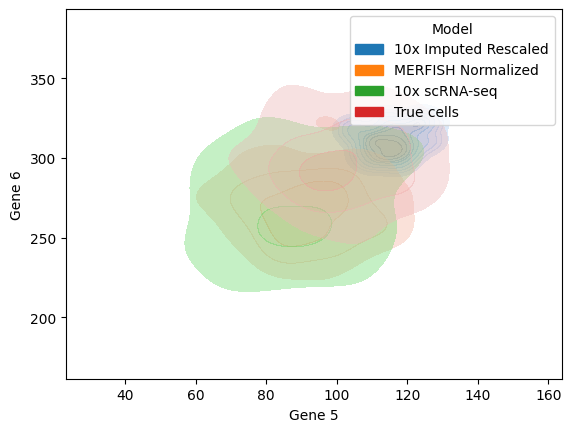 Model
10x Imputed Rescaled
MERFISH Normalized
10x scRNA-seq
True cells
350
300
250
200
Gene 6
40 60 80 100 120 140 160
Gene 5